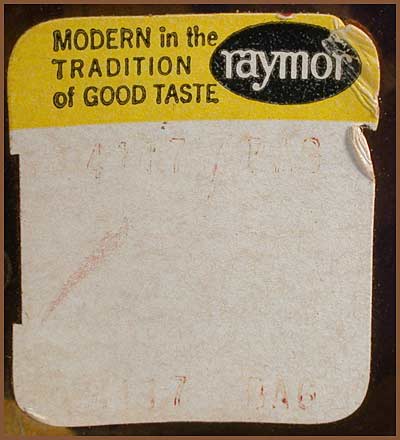 MODERN in the
TRADITION
of GOOD TASTE
raymor